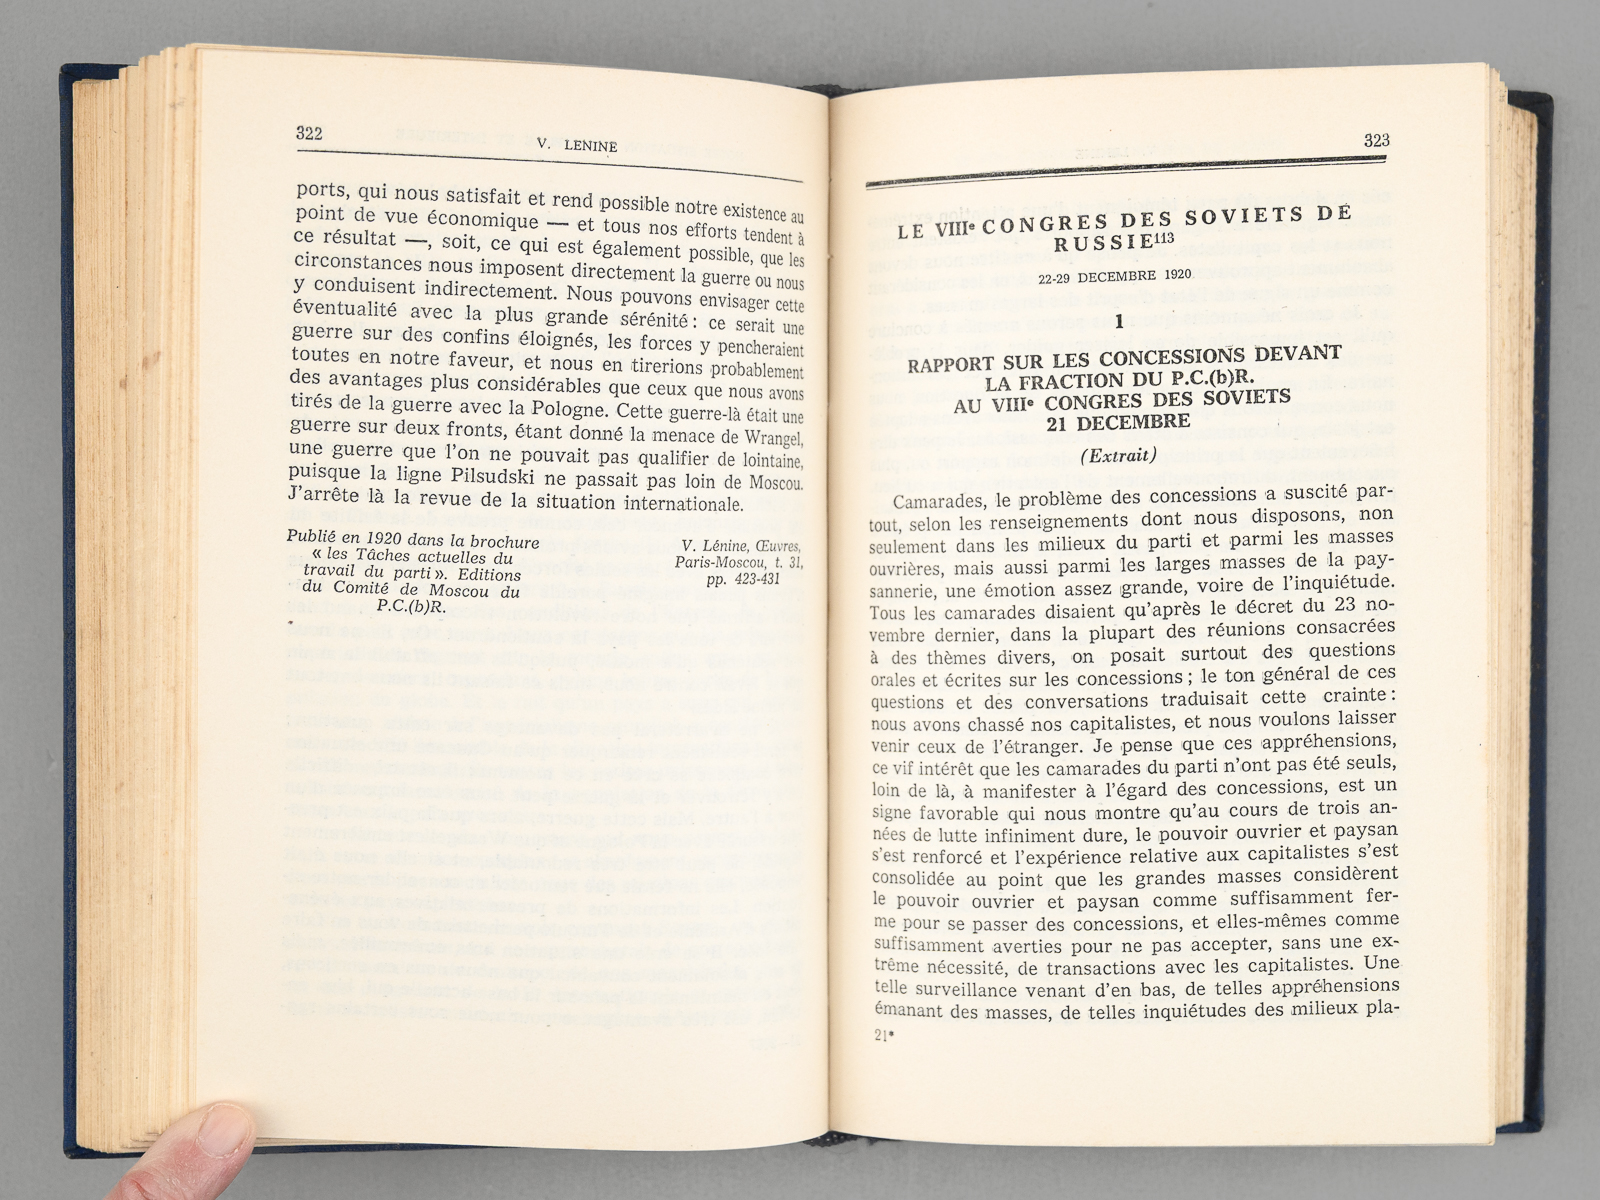 322
V. LENINE
ports, qui nous satisfait et rend possible notre existence au
point de vue économique — et tous nos efforts tendent à
ce résultat —, soit, ce qui est également possible, que les
circonstances nous imposent directement la guerre ou nous
y conduisent indirectement. Nous pouvons envisager cette
éventualité avec la plus grande sérénité : ce serait une
guerre sur des confins éloignés, les forces y pencheraient
toutes en notre faveur, et nous en tirerions probablement
des avantages plus considérables que ceux que nous avons
tirés de la guerre avec la Pologne. Cette guerre-là était une
guerre sur deux fronts, étant donné la menace de Wrangel,
une guerre que l'on ne pouvait pas qualifier de lointaine,
puisque la ligne Pilsudski ne passait pas loin de Moscou.
J'arrête là la revue de la situation internationale.
Publié en 1920 dans la brochure
« les Tâches actuelles du
travail du parti ». Editions
du Comité de Moscou du
P.C.(b)R.
V. Lénine, Œuvres,
Paris-Moscou, t. 31,
pp. 423-431
323
LE VIIIe CONGRES DES SOVIETS DE
RUSSIE113
22-29 DECEMBRE 1920
1
RAPPORT SUR LES CONCESSIONS DEVANT
LA FRACTION DU P.C.(b)R.
AU VIIIe CONGRES DES SOVIETS
21 DECEMBRE
(Extrait)
Camarades, le problème des concessions a suscité par-
tout, selon les renseignements dont nous disposons, non
seulement dans les milieux du parti et parmi les masses
ouvrières, mais aussi parmi les larges masses de la pay-
sannerie, une émotion assez grande, voire de l'inquiétude.
Tous les camarades disaient qu'après le décret du 23 no-
vembre dernier, dans la plupart des réunions consacrées
à des thèmes divers, on posait surtout des questions
orales et écrites sur les concessions ; le ton général de ces
questions et des conversations traduisait cette crainte :
nous avons chassé nos capitalistes, et nous voulons laisser
venir ceux de l'étranger. Je pense que ces appréhensions,
ce vif intérêt que les camarades du parti n'ont pas été seuls,
loin de là, à manifester à l'égard des concessions, est un
signe favorable qui nous montre qu'au cours de trois an-
nées de lutte infiniment dure, le pouvoir ouvrier et paysan
s'est renforcé et l'expérience relative aux capitalistes s'est
consolidée au point que les grandes masses considèrent
le pouvoir ouvrier et paysan comme suffisamment fer-
me pour se passer des concessions, et elles-mêmes comme
suffisamment averties pour ne pas accepter, sans une ex-
trême nécessité, de transactions avec les capitalistes. Une
telle surveillance venant d'en bas, de telles appréhensions
émanant des masses, de telles inquiétudes des milieux pla-
21*